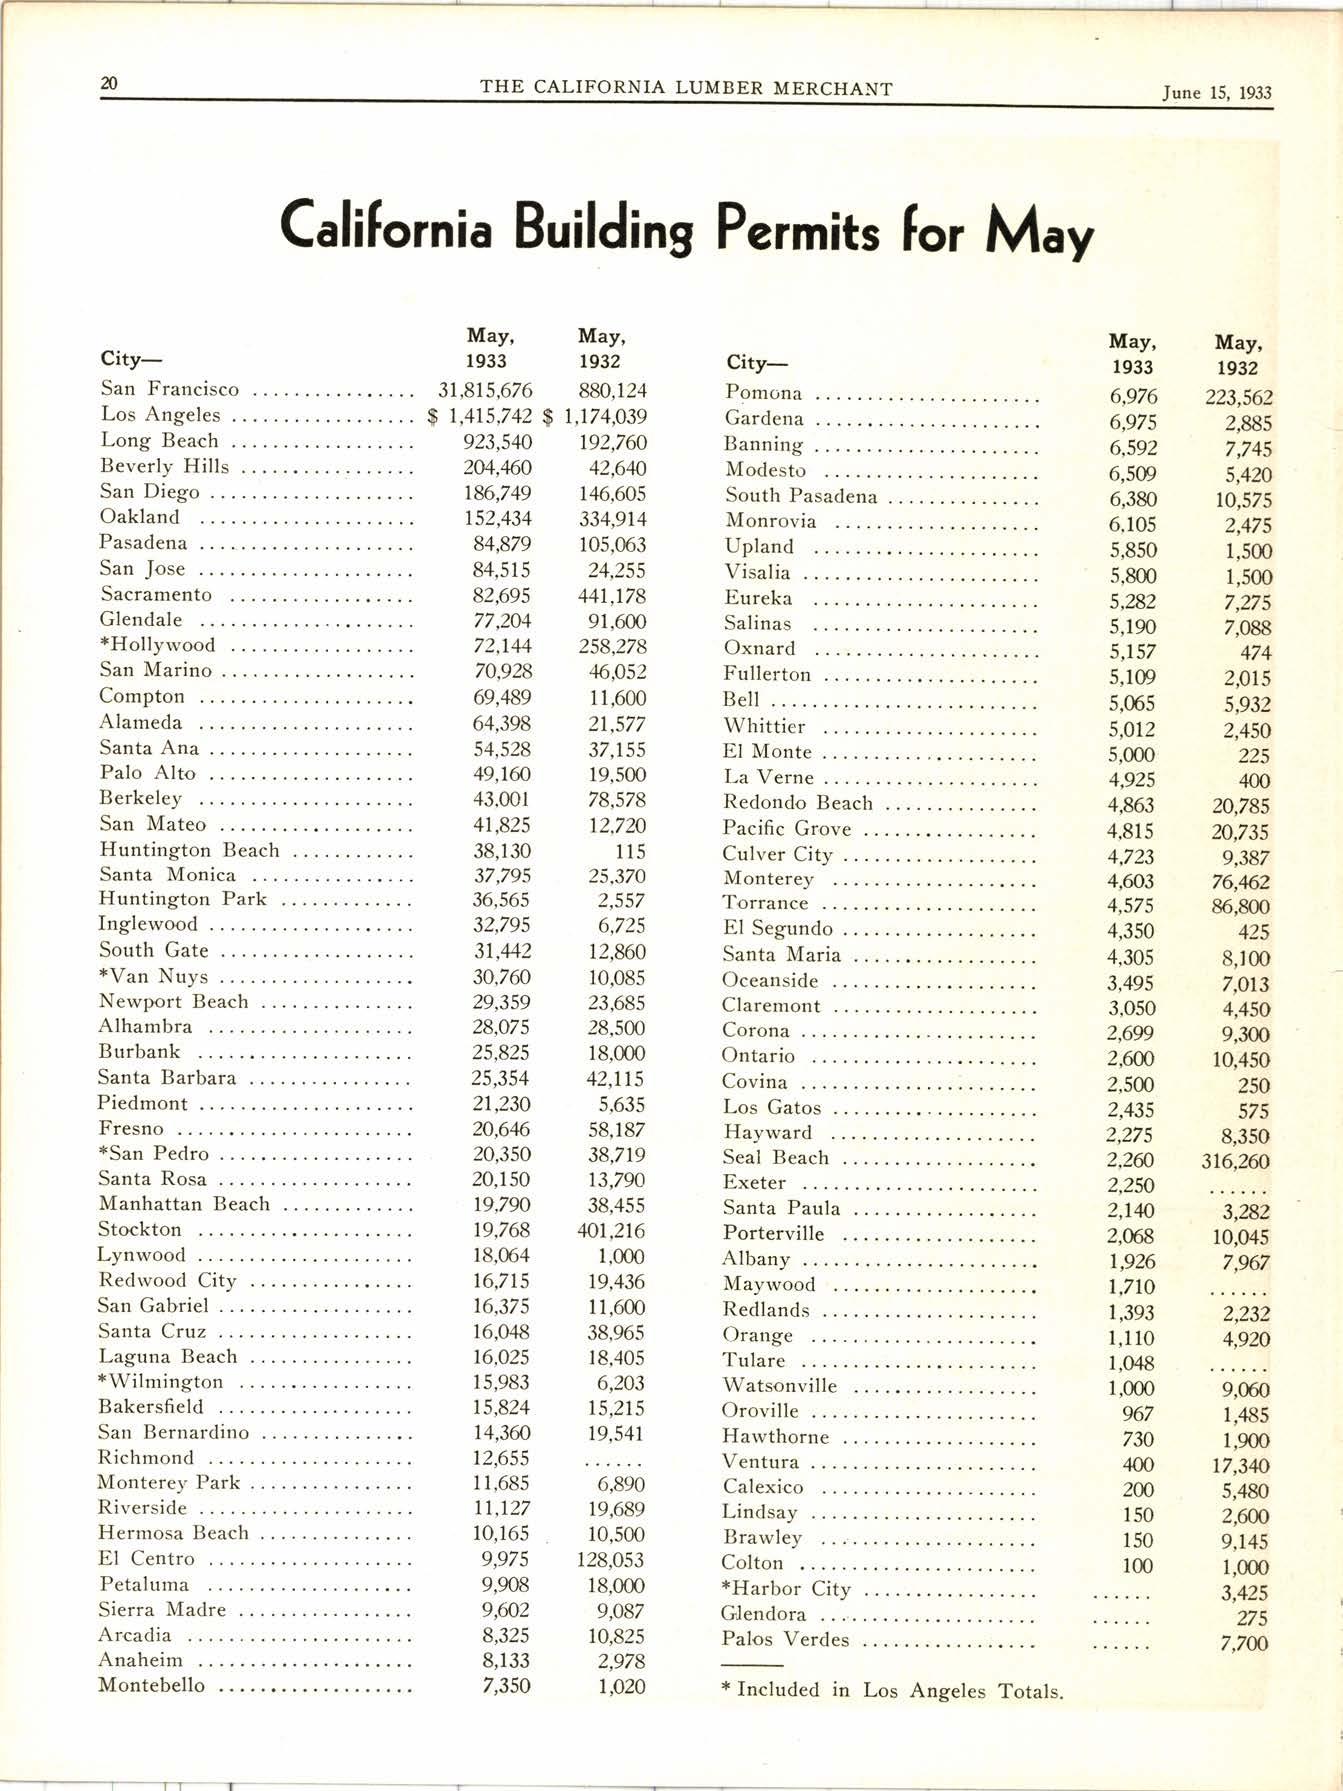 20 THE CALIFORNIA LUMBER MERCHANT June 15, 1933
California Building Permits for May
May, May,
City— 1933 1932
San Francisco ................ 31,815,676 880,124
Los Angeles .................. $ 1,415,742 $ 1,174,039
Long Beach .................. 923,540 192,760
Beverly Hills ................. 204,460 42,640
San Diego .................... 186,749 146,605
Oakland ..................... 152,434 334,914
Pasadena ..................... 84,879 105,063
San Jose ..................... 84,515 24,255
Sacramento .................. 82,695 441,178
Glendale ..................... 77,204 91,600
*Hollywood .................. 72,144 258,278
San Marino ................... 70,928 46,052
Compton ..................... 69,489 11,600
Alameda ..................... 64,398 21,577
Santa Ana .................... 54,528 37,155
Palo Alto .................... 49,160 19,500
Berkeley ..................... 43,001 78,578
San Mateo ................... 41,825 12,720
Huntington Beach ............ 38,130 115
Santa Monica ................ 37,795 25,370
Huntington Park ............. 36,565 2,557
Inglewood .................... 32,795 6,725
South Gate ................... 31,442 12,860
*Van Nuys ................... 30,760 10,085
Newport Beach ............... 29,359 23,685
Alhambra .................... 28,075 28,500
Burbank ..................... 25,825 18,000
Santa Barbara ................ 25,354 42,115
Piedmont ..................... 21,230 5,635
Fresno ....................... 20,646 58,187
*San Pedro ................... 20,350 38,719
Santa Rosa ................... 20,150 13,790
Manhattan Beach ............. 19,790 38,455
Stockton ..................... 19,768 401,216
Lynwood ..................... 18,064 1,000
Redwood City ................ 16,715 19,436
San Gabriel ................... 16,375 11,600
Santa Cruz ................... 16,048 38,965
Laguna Beach ................ 16,025 18,405
*Wilmington ................. 15,983 6,203
Bakersfield ................... 15,824 15,215
San Bernardino ............... 14,360 19,541
Richmond .................... 12,655 ......
Monterey Park ................ 11,685 6,890
Riverside ..................... 11,127 19,689
Hermosa Beach ............... 10,165 10,500
El Centro .................... 9,975 128,053
Petaluma .................... 9,908 18,000
Sierra Madre ................. 9,602 9,087
Arcadia ...................... 8,325 10,825
Anaheim ..................... 8,133 2,978
Montebello ................... 7,350 1,020
May, May,
City— 1933 1932
Pomona ...................... 6,976 223,562
Gardena ...................... 6,975 2,885
Banning ...................... 6,592 7,745
Modesto ..................... 6,509 5,420
South Pasadena ............... 6,380 10,575
Monrovia .................... 6,105 2,475
Upland ...................... 5,850 1,500
Visalia ....................... 5,800 1,500
Eureka ...................... 5,282 7,275
Salinas ...................... 5,190 7,088
Oxnard ...................... 5,157 474
Fullerton ..................... 5,109 2,015
Bell .......................... 5,065 5,932
Whittier ..................... 5,012 2,450
El Monte ..................... 5,000 225
La Verne ..................... 4,925 400
Redondo Beach ............... 4,863 20,785
Pacific Grove ................. 4,815 20,735
Culver City ................... 4,723 9,387
Monterey .................... 4,603 76,462
Torrance ..................... 4,575 86,800
El Segundo ................... 4,350 425
Santa Maria .................. 4,305 8,100
Oceanside .................... 3,495 7,013
Claremont .................... 3,050 4,450
Corona ....................... 2,699 9,300
Ontario ...................... 2,600 10,450
Covina ....................... 2,500 250
Los Gatos .................... 2,435 575
Hayward .................... 2,275 8,350
Seal Beach ................... 2,260 316,260
Exeter ....................... 2,250 ......
Santa Paula .................. 2,140 3,282
Porterville ................... 2,068 10,045
Albany ....................... 1,926 7,967
Maywood .................... 1,710 ......
Redlands ..................... 1,393 2,232
Orange ...................... 1,110 4,920
Tulare ....................... 1,048 ......
Watsonville .................. 1,000 9,060
Oroville ...................... 967 1,485
Hawthorne ................... 730 1,900
Ventura ...................... 400 17,340
Calexico ..................... 200 5,480
Lindsay ...................... 150 2,600
Brawley ..................... 150 9,145
Colton ....................... 100 1,000
*Harbor City ................. ...... 3,425
Glendora ..................... ...... 275
Palos Verdes ................. ...... 7,700
* Included in Los Angeles Totals.